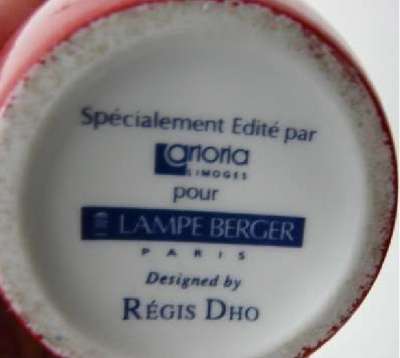 Spécialement Edité par
arioria
LIMOGES
pour
LAMPE BERGER
PARIS
Designed by
RÉGIS DHO